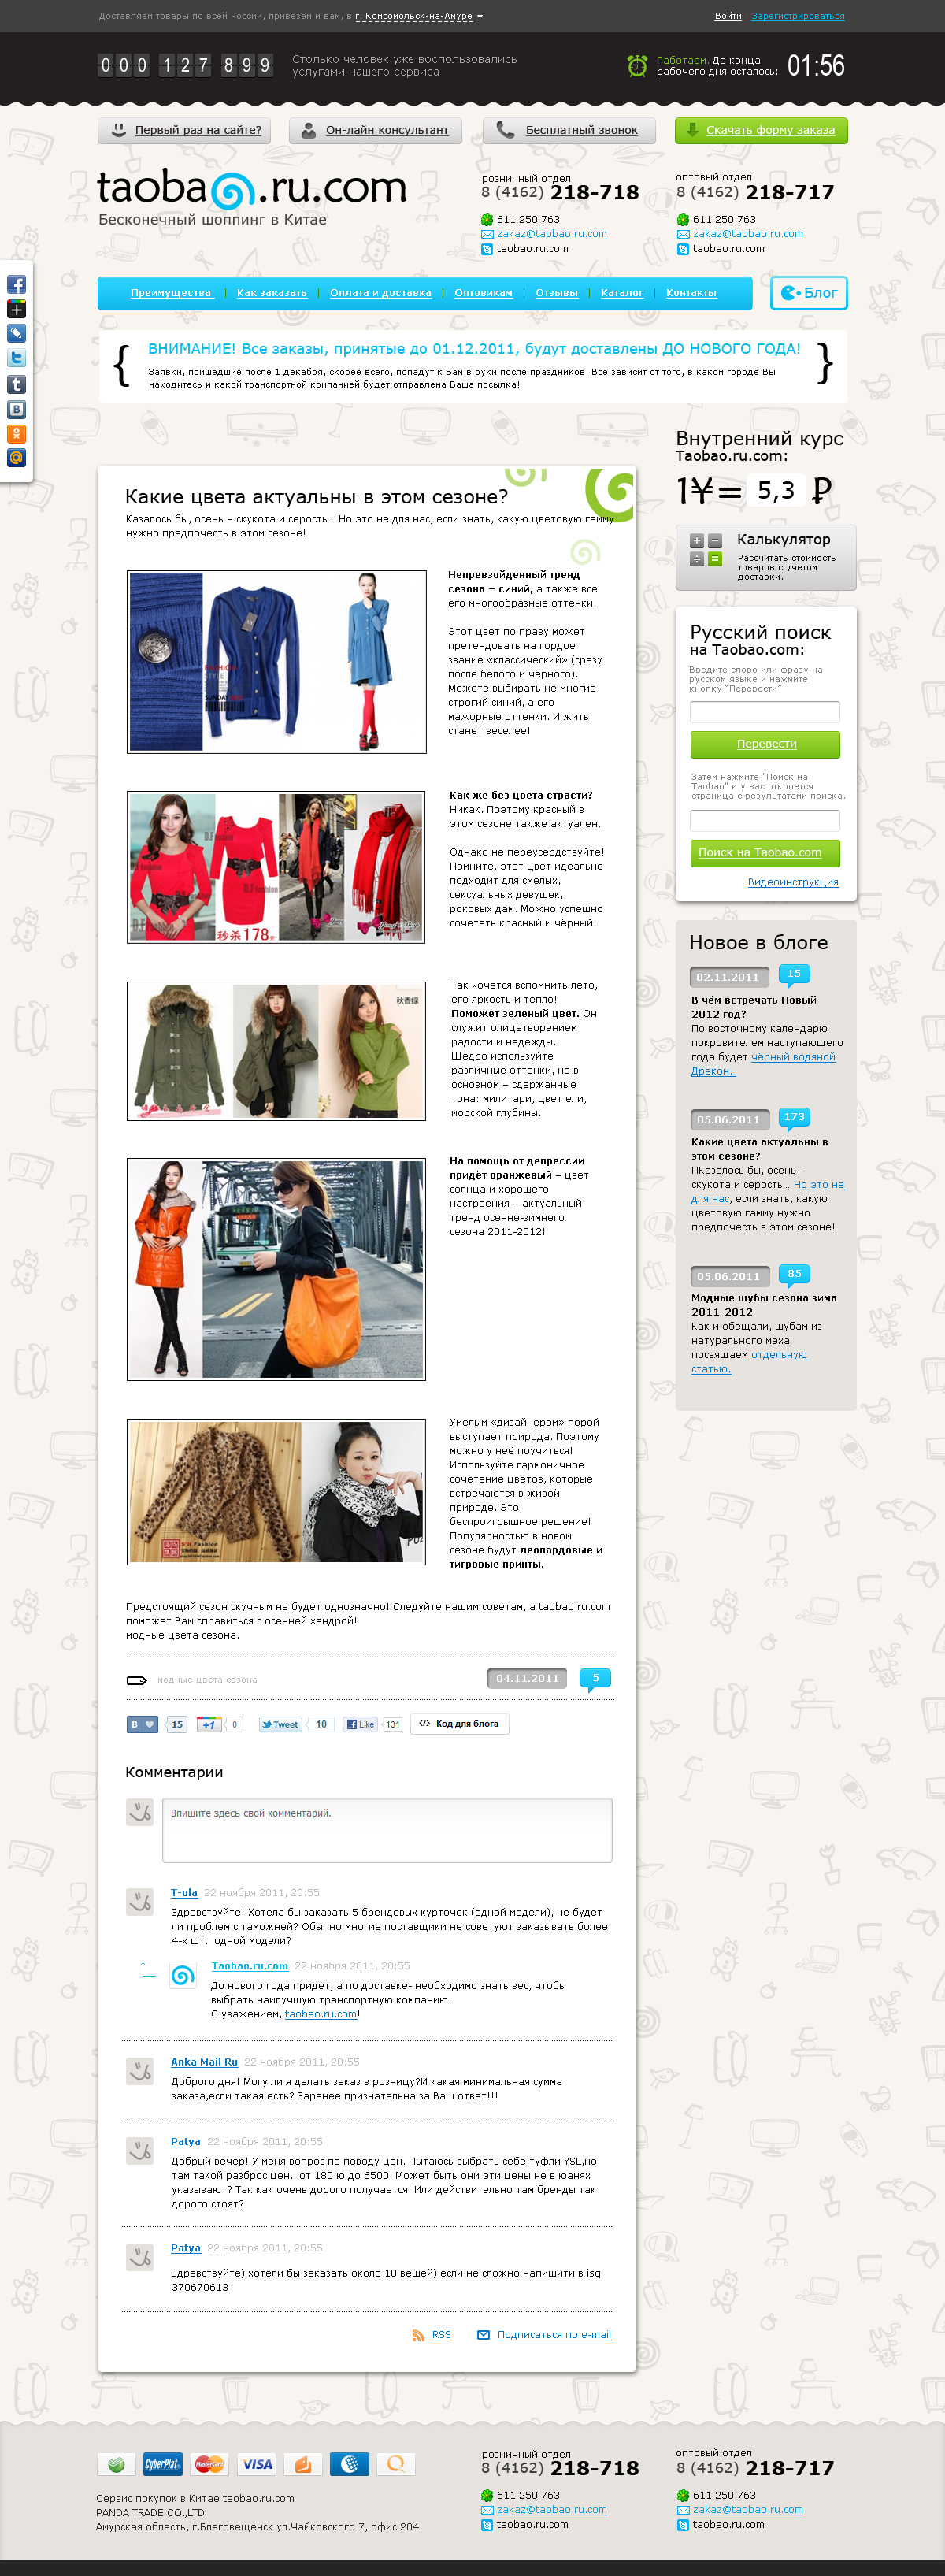 Доставляем товары по всей России, привезем и вам, в г. Комсомольск-на-Амуре
Войти Зарегистрироваться
000 127 899
Столько человек уже воспользовались
услугами нашего сервиса
Работаем. До конца
рабочего дня осталось:
01:56
Первый раз на сайте?
Он-лайн консультант
Бесплатный звонок
Скачать форму заказа
taobao.ru.com
Бесконечный шоппинг в Китае
розничный отдел
8 (4162) 218-718
611 250 763
zakaz@taobao.ru.com
taobao.ru.com
оптовый отдел
8 (4162) 218-717
611 250 763
zakaz@taobao.ru.com
taobao.ru.com
Преимущества
Как заказать
Оплата и доставка
Оптовикам
Отзывы
Каталог
Контакты
Блог
{ ВНИМАНИЕ! Все заказы, принятые до 01.12.2011, будут доставлены ДО НОВОГО ГОДА! }
Заявки, пришедшие после 1 декабря, скорее всего, попадут к Вам в руки после праздников. Все зависит от того, в каком городе Вы
находитесь и какой транспортной компанией будет отправлена Ваша посылка!
Какие цвета актуальны в этом сезоне?
Казалось бы, осень – скукота и серость... Но это не для нас, если знать, какую цветовую гамму
нужно предпочесть в этом сезоне!
Непревзойденный тренд
сезона – синий, а также все
его многообразные оттенки.
Этот цвет по праву может
претендовать на гордое
звание «классический» (сразу
после белого и черного).
Можете выбирать не многие
строгий синий, а его
мажорные оттенки. И жить
станет веселее!
Как же без цвета страсти?
Никак. Поэтому красный в
этом сезоне также актуален.
Однако не переусердствуйте!
Помните, этот цвет идеально
подходит для смелых,
сексуальных девушек,
роковых дам. Можно успешно
сочетать красный и чёрный.
秒杀178
Так хочется вспомнить лето,
его яркость и тепло!
Поможет зеленый цвет. Он
служит олицетворением
радости и надежды.
Щедро используйте
различные оттенки, но в
основном – сдержанные
тона: милитари, цвет ели,
морской глубины.
秋香绿
На помощь от депрессии
придёт оранжевый – цвет
солнца и хорошего
настроения – актуальный
тренд осенне-зимнего
сезона 2011-2012!
Умелым «дизайнером» порой
выступает природа. Поэтому
можно у неё поучиться!
Используйте гармоничное
сочетание цветов, которые
встречаются в живой
природе. Это
беспроигрышное решение!
Популярностью в новом
сезоне будут леопардовые и
тигровые принты.
Предстоящий сезон скучным не будет однозначно! Следуйте нашим советам, а taobao.ru.com
поможет Вам справиться с осенней хандрой!
модные цвета сезона.
модные цвета сезона
04.11.2011
5
В 15
+1 0
Tweet 10
Like 131
Код для блога
Комментарии
Впишите здесь свой комментарий.
T-ula 22 ноября 2011, 20:55
Здравствуйте! Хотела бы заказать 5 брендовых курточек (одной модели), не будет
ли проблем с таможней? Обычно многие поставщики не советуют заказывать более
4-х шт. одной модели?
Taobao.ru.com 22 ноября 2011, 20:55
До нового года придет, а по доставке- необходимо знать вес, чтобы
выбрать наилучшую транспортную компанию.
С уважением, taobao.ru.com!
Anka Mail Ru 22 ноября 2011, 20:55
Доброго дня! Могу ли я делать заказ в розницу?И какая минимальная сумма
заказа,если такая есть? Заранее признательна за Ваш ответ!!!
Patya 22 ноября 2011, 20:55
Добрый вечер! У меня вопрос по поводу цен. Пытаюсь выбрать себе туфли YSL,но
там такой разброс цен...от 180 ю до 6500. Может быть они эти цены не в юанях
указывают? Так как очень дорого получается. Или действительно там бренды так
дорого стоят?
Patya 22 ноября 2011, 20:55
Здравствуйте) хотели бы заказать около 10 вешей) если не сложно напишити в isq
370670613
RSS
Подписаться по e-mail
Внутренний курс
Taobao.ru.com:
1¥= 5,3 ₽
Калькулятор
Рассчитать стоимость
товаров с учетом
доставки.
Русский поиск
на Taobao.com:
Введите слово или фразу на
русском языке и нажмите
кнопку "Перевести"
Перевести
Затем нажмите "Поиск на
Taobao" и у вас откроется
страница с результатами поиска.
Поиск на Taobao.com
Видеоинструкция
Новое в блоге
02.11.2011 15
В чём встречать Новый
2012 год?
По восточному календарю
покровителем наступающего
года будет чёрный водяной
Дракон.
05.06.2011 173
Какие цвета актуальны в
этом сезоне?
ПКазалось бы, осень –
скукота и серость... Но это не
для нас, если знать, какую
цветовую гамму нужно
предпочесть в этом сезоне!
05.06.2011 85
Модные шубы сезона зима
2011-2012
Как и обещали, шубам из
натурального меха
посвящаем отдельную
статью.
CyberPlat MasterCard VISA
Сервис покупок в Китае taobao.ru.com
PANDA TRADE CO.,LTD
Амурская область, г.Благовещенск ул.Чайковского 7, офис 204
розничный отдел
8 (4162) 218-718
611 250 763
zakaz@taobao.ru.com
taobao.ru.com
оптовый отдел
8 (4162) 218-717
611 250 763
zakaz@taobao.ru.com
taobao.ru.com